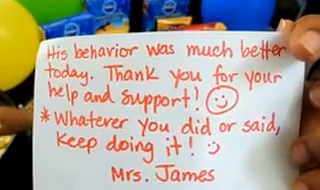 His behavior was much better
today. Thank you for your
help and support! ☺
* Whatever you did or said,
keep doing it! :)
Mrs. James